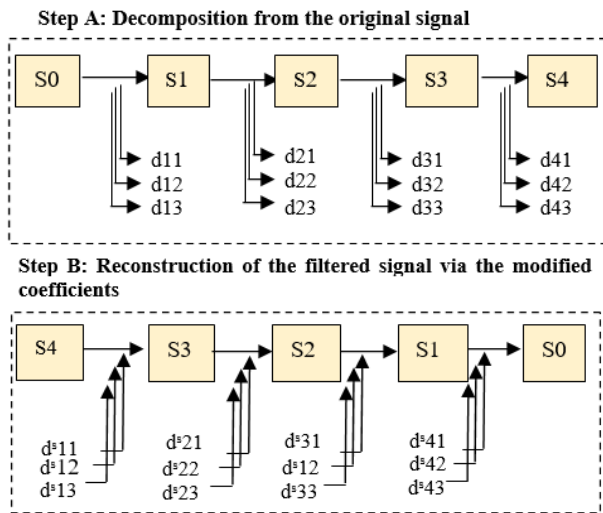 Step A: Decomposition from the original signal
S0 S1 S2 S3 S4
d11 d21 d31 d41
d12 d22 d32 d42
d13 d23 d33 d43
Step B: Reconstruction of the filtered signal via the modified
coefficients
S4 S3 S2 S1 S0
dˢ11 dˢ21 dˢ31 dˢ41
dˢ12 dˢ22 dˢ12 dˢ42
dˢ13 dˢ23 dˢ33 dˢ43